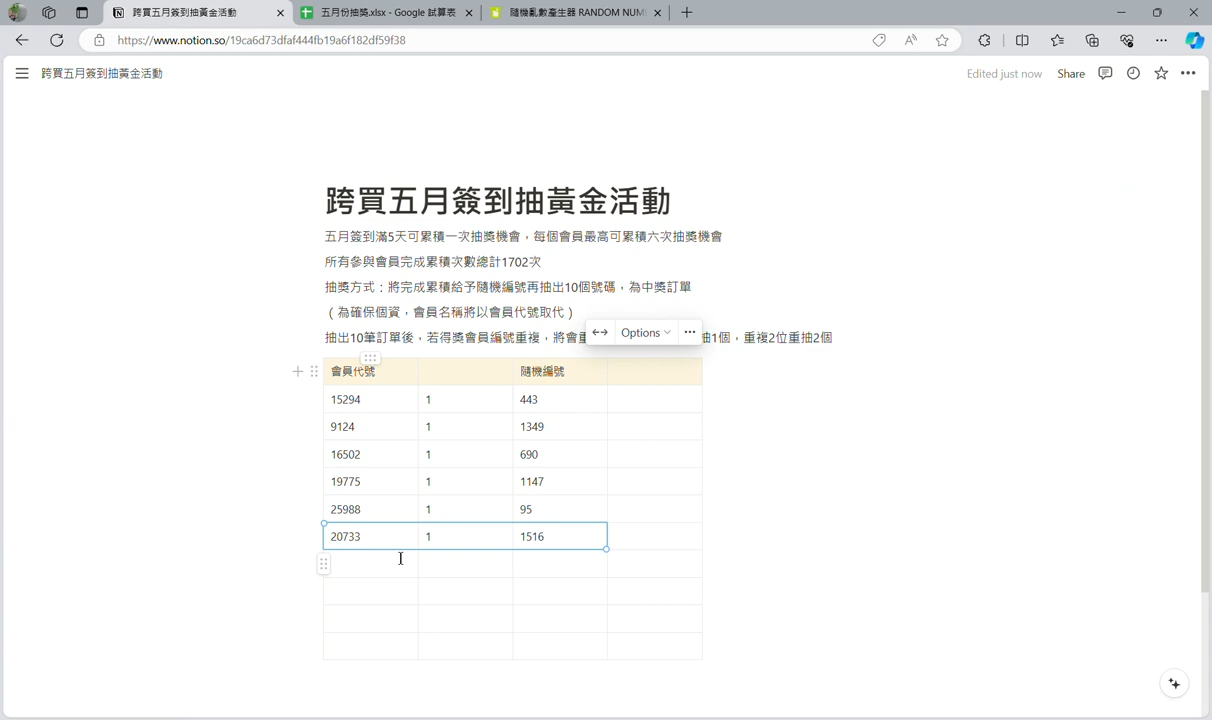 跨買五月簽到抽黃金活動
五月份抽獎.xlsx - Google 試算表
隨機亂數產生器 RANDOM NUM
https://www.notion.so/19ca6d73dfaf444fb19a6f182df59f38
跨買五月簽到抽黃金活動
Edited just now
Share
跨買五月簽到抽黃金活動
五月簽到滿5天可累積一次抽獎機會，每個會員最高可累積六次抽獎機會
所有參與會員完成累積次數總計1702次
抽獎方式：將完成累積給予隨機編號再抽出10個號碼，為中獎訂單
（為確保個資，會員名稱將以會員代號取代）
Options
抽出10筆訂單後，若得獎會員編號重複，將會重 抽1個，重複2位重抽2個
會員代號 隨機編號
15294 1 443
9124 1 1349
16502 1 690
19775 1 1147
25988 1 95
20733 1 1516